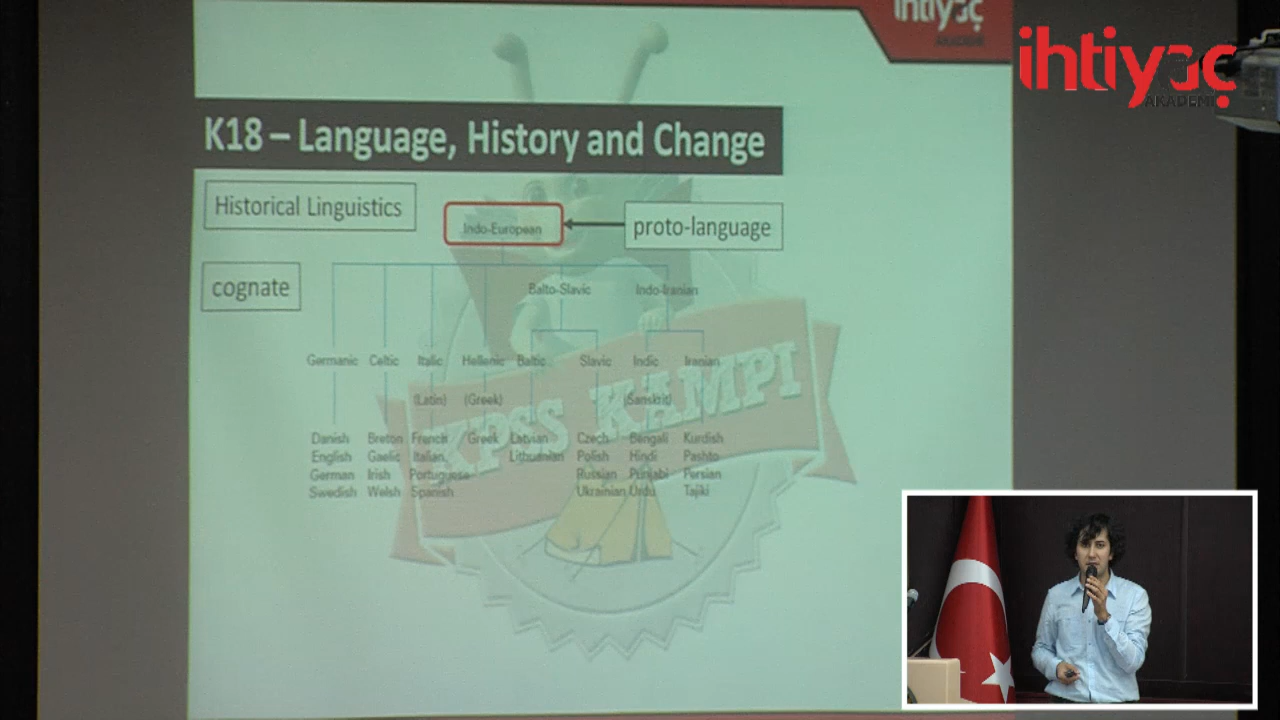 ihtiyaç
AKADEMİ
ihtiyaç
AKADEMİ
K18 – Language, History and Change
Historical Linguistics
Indo-European
proto-language
cognate
Balto-Slavic Indo-Iranian
Germanic Celtic Italic Hellenic Baltic Slavic Indic Iranian
(Latin) (Greek) (Sanskrit)
Danish Breton French Greek Latvian Czech Bengali Kurdish
English Gaelic Italian Lithuanian Polish Hindi Pashto
German Irish Portuguese Russian Punjabi Persian
Swedish Welsh Spanish Ukrainian Urdu Tajiki
KPSS KAMPI